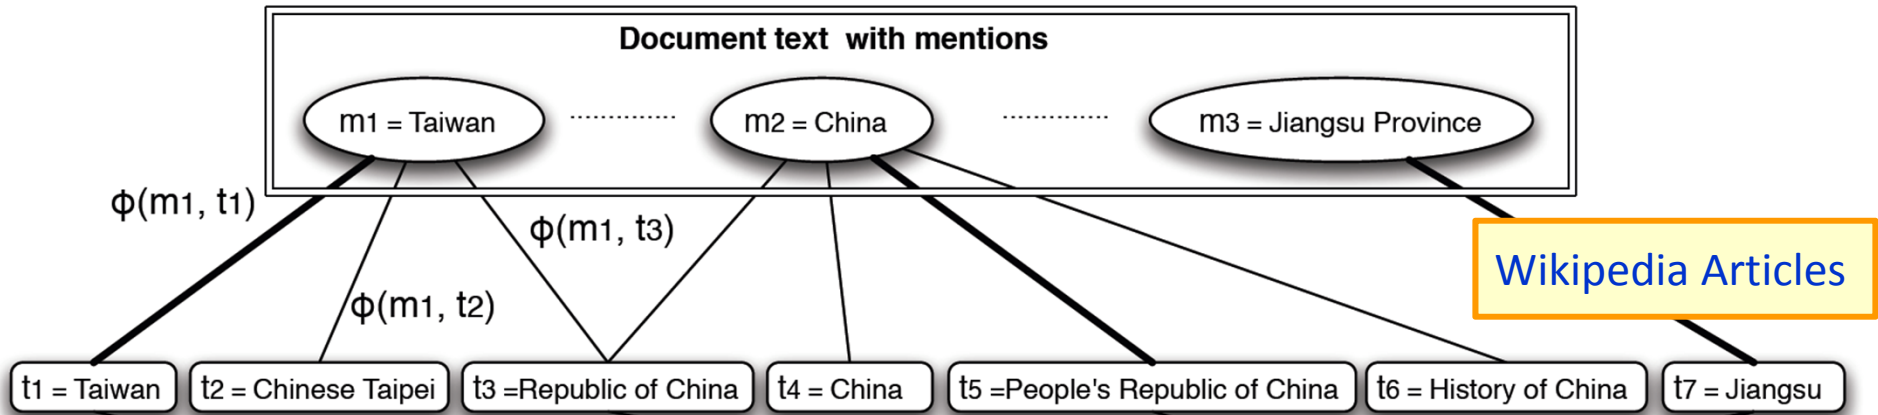 Document text with mentions
m1 = Taiwan
m2 = China
m3 = Jiangsu Province
ϕ(m1, t1)
ϕ(m1, t3)
Wikipedia Articles
ϕ(m1, t2)
t1 = Taiwan
t2 = Chinese Taipei
t3 =Republic of China
t4 = China
t5 =People's Republic of China
t6 = History of China
t7 = Jiangsu